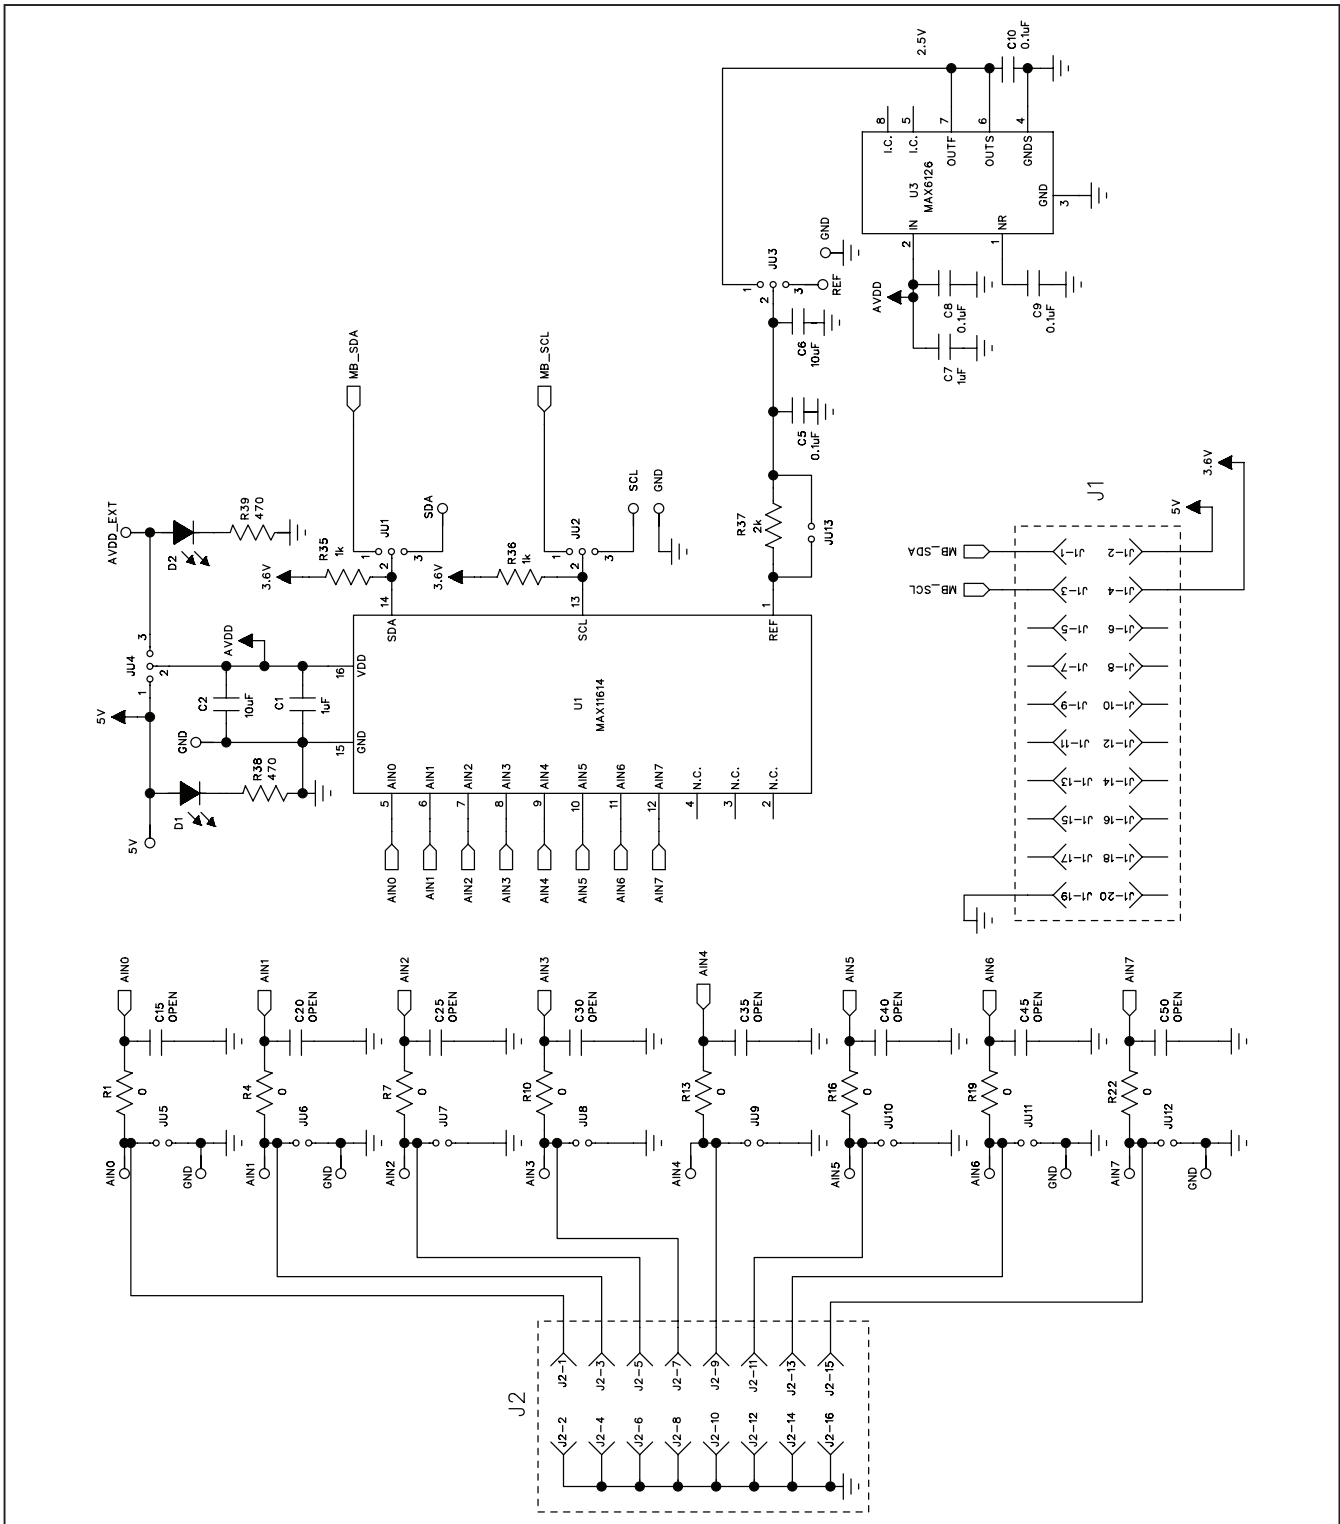 2.5V
C10
0.1uF
I.C.
8
I.C.
5
OUTF
7
OUTS
6
GNDS
4
U3
MAX6126
GND
3
IN
2
NR
1
AVDD
C8
0.1uF
C7
1uF
C9
0.1uF
GND
JU3
1
2
3
REF
C6
10uF
C5
0.1uF
R37
2k
JU13
MB_SDA
MB_SCL
AVDD_EXT
D2
R39
470
3.6V
R35
1k
JU1
1
2
3
SDA
3.6V
R36
1k
JU2
1
2
3
SCL
GND
14
SDA
13
SCL
1
REF
JU4
3
2
1
AVDD
5V
C2
10uF
C1
1uF
GND
16
VDD
15
GND
U1
MAX11614
R38
470
D1
5V
AIN0
AIN1
AIN2
AIN3
AIN4
AIN5
AIN6
AIN7
N.C.
N.C.
N.C.
5
6
7
8
9
10
11
12
4
3
2
AIN0
AIN1
AIN2
AIN3
AIN4
AIN5
AIN6
AIN7
J1
3.6V
5V
MB_SDA
MB_SCL
J1-1
J1-2
J1-3
J1-4
J1-5
J1-6
J1-7
J1-8
J1-9
J1-10
J1-11
J1-12
J1-13
J1-14
J1-15
J1-16
J1-17
J1-18
J1-19
J1-20
AIN0
C15
OPEN
R1
0
JU5
AIN0
GND
AIN1
C20
OPEN
R4
0
JU6
AIN1
GND
AIN2
C25
OPEN
R7
0
JU7
AIN2
AIN3
C30
OPEN
R10
0
JU8
AIN3
AIN4
C35
OPEN
R13
0
JU9
AIN4
AIN5
C40
OPEN
R16
0
JU10
AIN5
AIN6
C45
OPEN
R19
0
JU11
AIN6
GND
AIN7
C50
OPEN
R22
0
JU12
AIN7
GND
J2
J2-1
J2-3
J2-5
J2-7
J2-9
J2-11
J2-13
J2-15
J2-2
J2-4
J2-6
J2-8
J2-10
J2-12
J2-14
J2-16